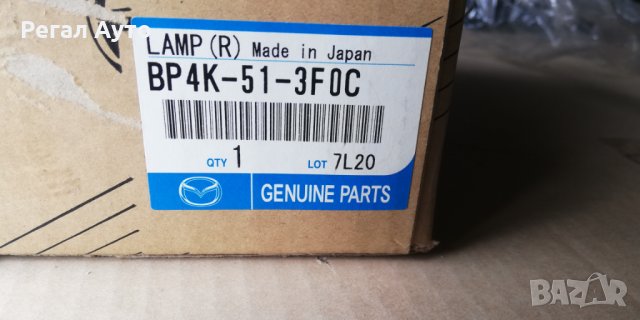 Регал Ауто
LAMP (R) Made in Japan
BP4K-51-3F0C
QTY 1 LOT 7L20
GENUINE PARTS
BAZAR